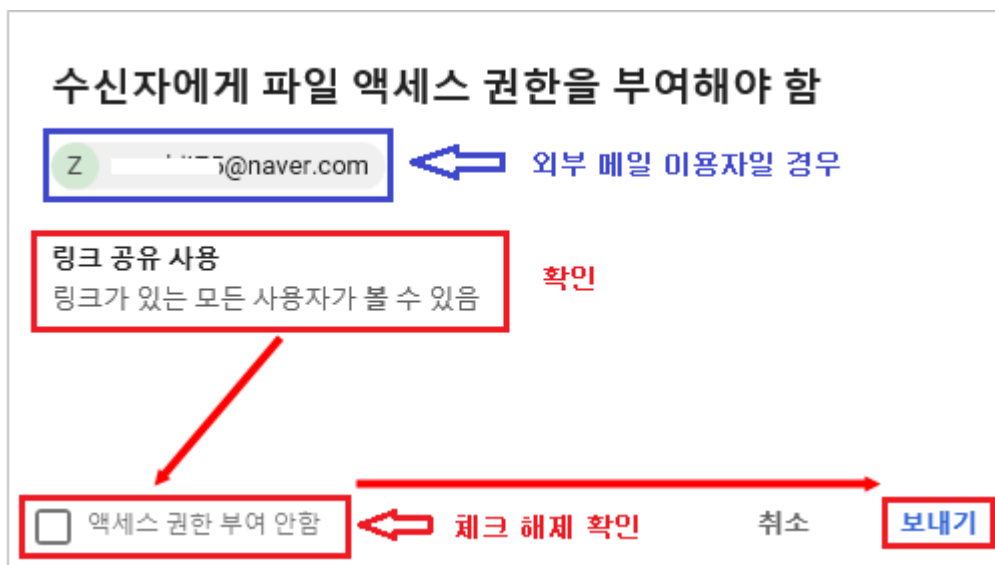 수신자에게 파일 액세스 권한을 부여해야 함
Z @naver.com 외부 메일 이용자일 경우
링크 공유 사용
링크가 있는 모든 사용자가 볼 수 있음
확인
액세스 권한 부여 안함 체크 해제 확인 취소 보내기